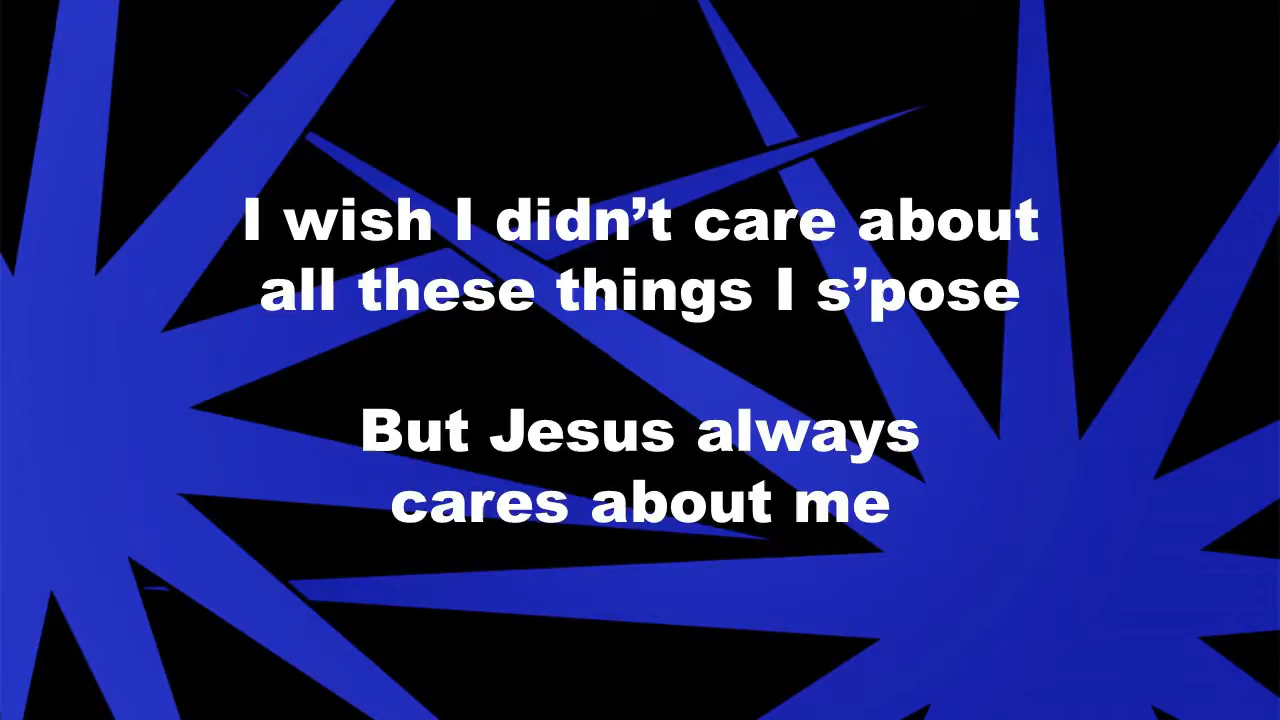 I wish I didn’t care about
all these things I s’pose
But Jesus always
cares about me